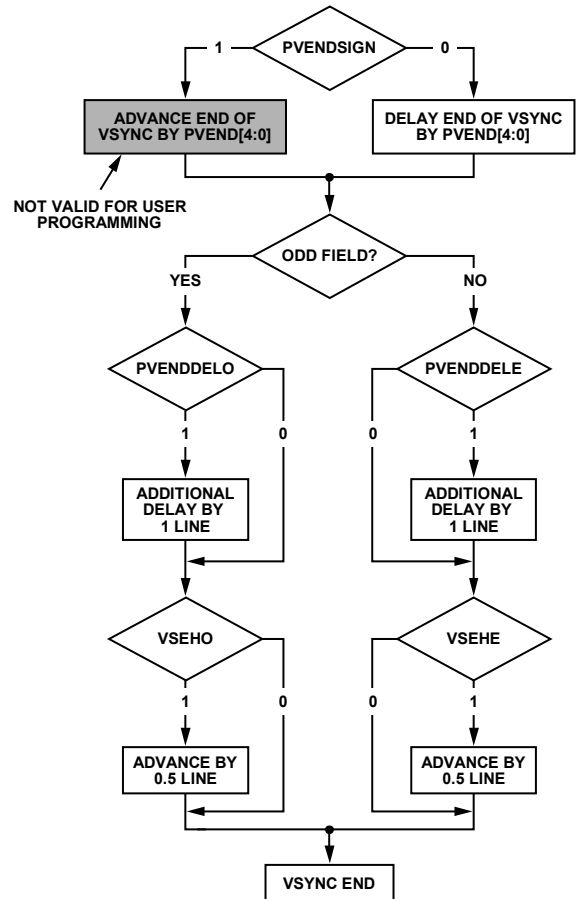 PVENDSIGN
1
0
ADVANCE END OF
VSYNC BY PVEND[4:0]
DELAY END OF VSYNC
BY PVEND[4:0]
NOT VALID FOR USER
PROGRAMMING
ODD FIELD?
YES
NO
PVENDDELO
PVENDDELE
1
0
0
1
ADDITIONAL
DELAY BY
1 LINE
ADDITIONAL
DELAY BY
1 LINE
VSEHO
VSEHE
1
0
0
1
ADVANCE BY
0.5 LINE
ADVANCE BY
0.5 LINE
VSYNC END